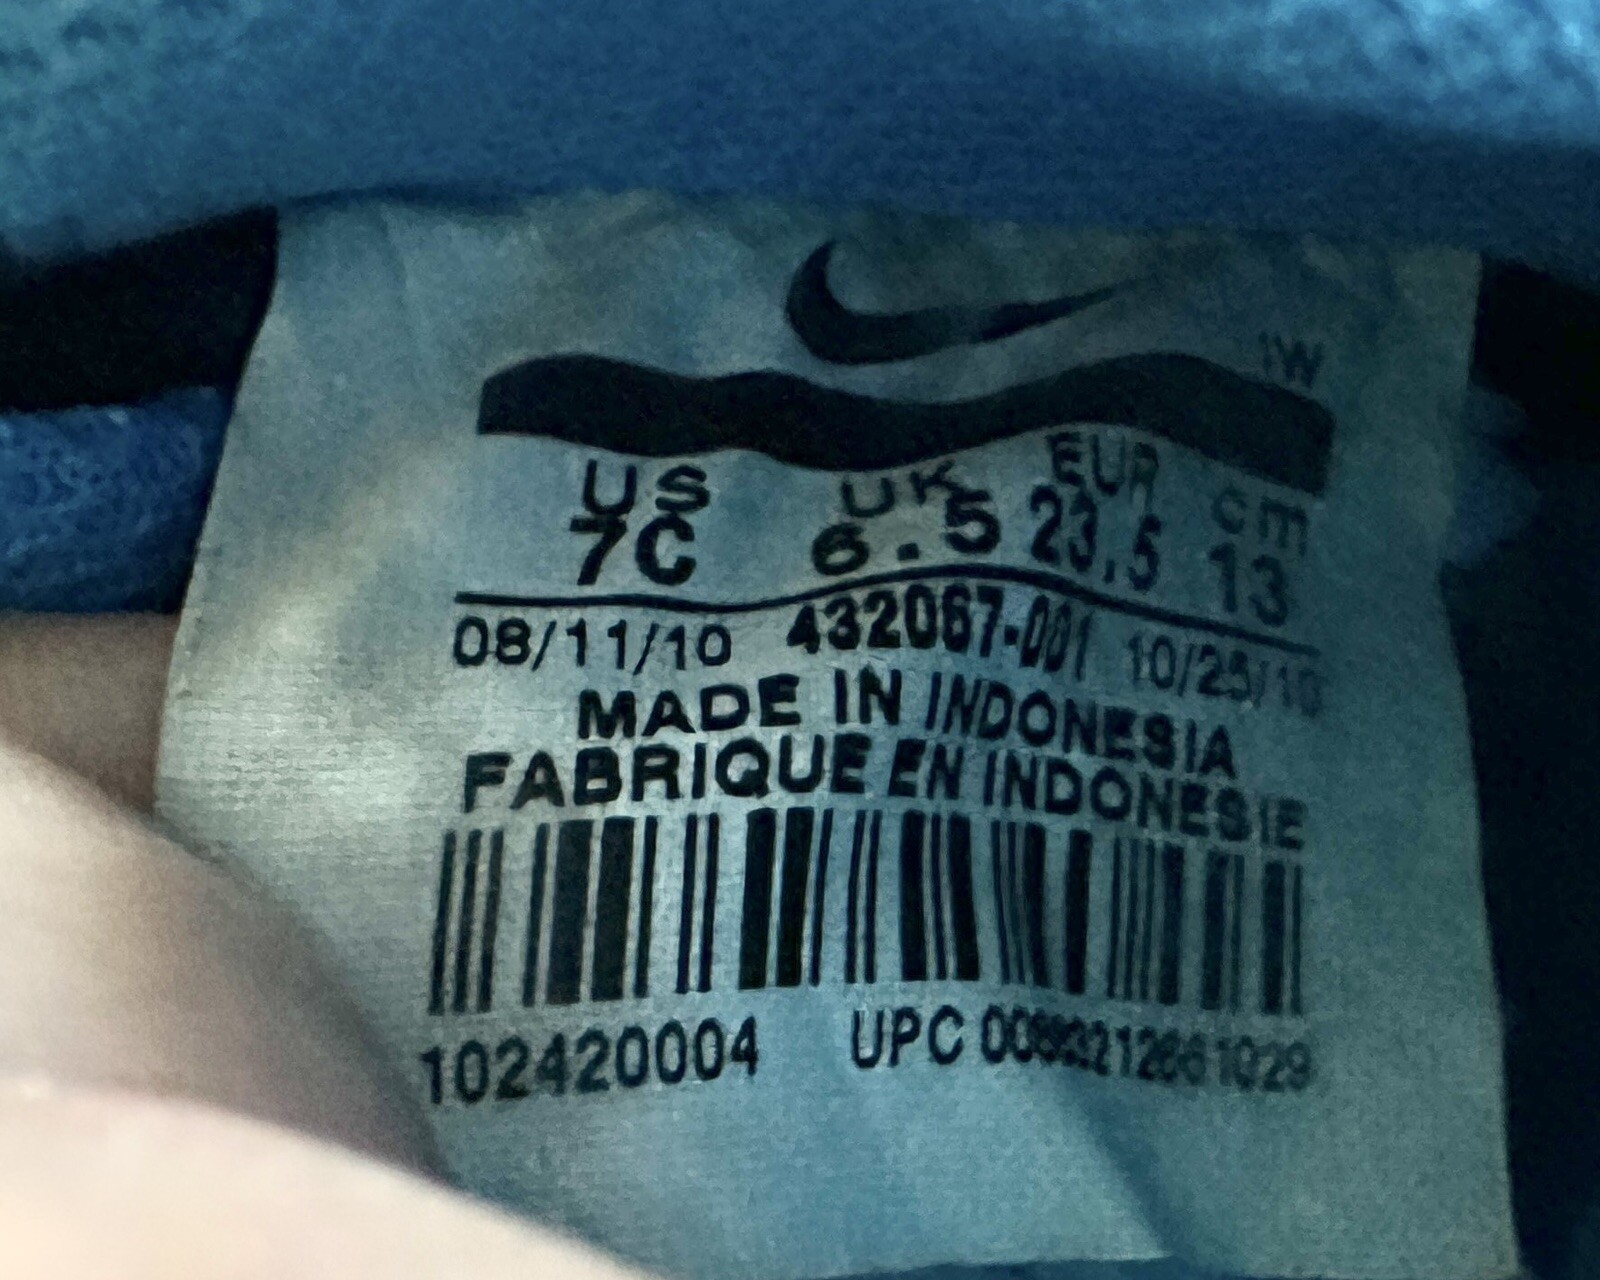 IW
US UK EUR cm
7C 6.5 23.5 13
08/11/10 432067-001 10/25/10
MADE IN INDONESIA
FABRIQUE EN INDONESIE
102420004 UPC